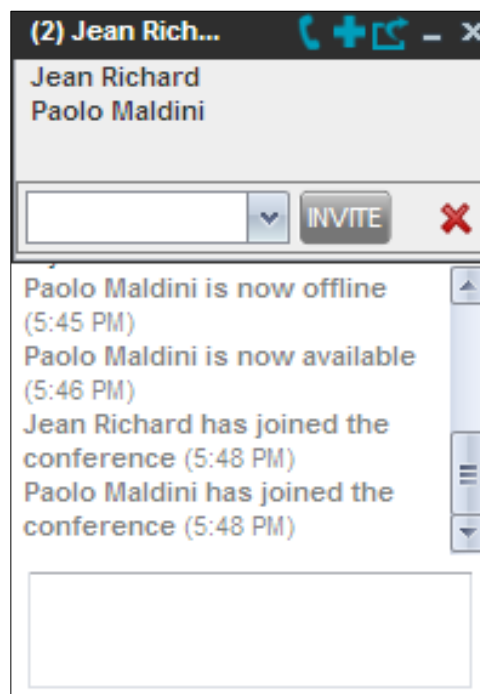 (2) Jean Rich...
Jean Richard
Paolo Maldini
INVITE
Paolo Maldini is now offline
(5:45 PM)
Paolo Maldini is now available
(5:46 PM)
Jean Richard has joined the
conference (5:48 PM)
Paolo Maldini has joined the
conference (5:48 PM)